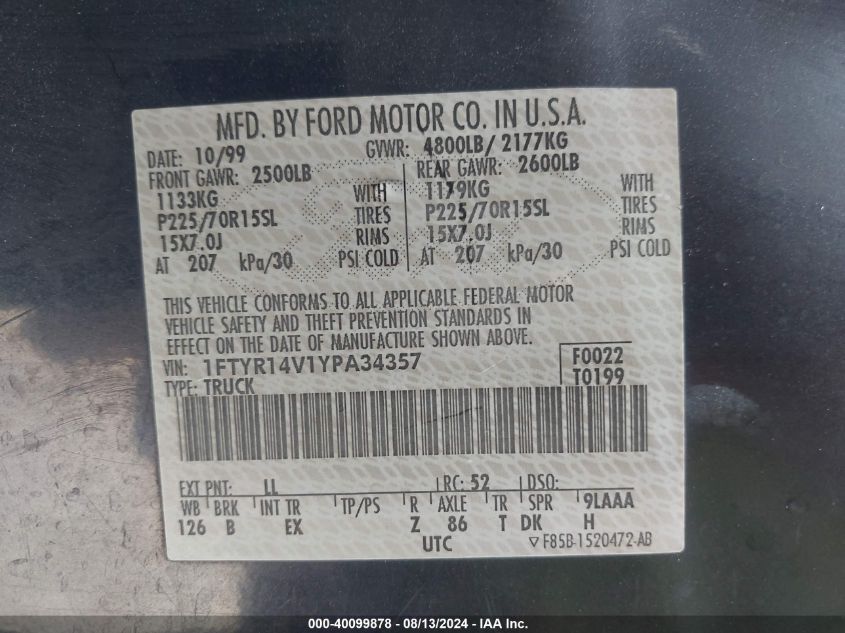 MFD. BY FORD MOTOR CO. IN U.S.A.
DATE: 10/99 GVWR: 4800LB/ 2177KG
FRONT GAWR: 2500LB REAR GAWR: 2600LB
1133KG WITH 1179KG WITH
P225/70R15SL TIRES P225/70R15SL TIRES
15X7.0J RIMS 15X7.0J RIMS
AT 207 kPa/30 PSI COLD AT 207 kPa/30 PSI COLD
THIS VEHICLE CONFORMS TO ALL APPLICABLE FEDERAL MOTOR
VEHICLE SAFETY AND THEFT PREVENTION STANDARDS IN
EFFECT ON THE DATE OF MANUFACTURE SHOWN ABOVE.
VIN: 1FTYR14V1YPA34357 F0022
TYPE: TRUCK T0199
EXT PNT: LL RC: 52 DSO:
WB BRK INT TR TP/PS R AXLE TR SPR 9LAAA
126 B EX Z 86 T DK H
UTC ▽F85B-1520472-AB
000-40099878 - 08/13/2024 - IAA Inc.